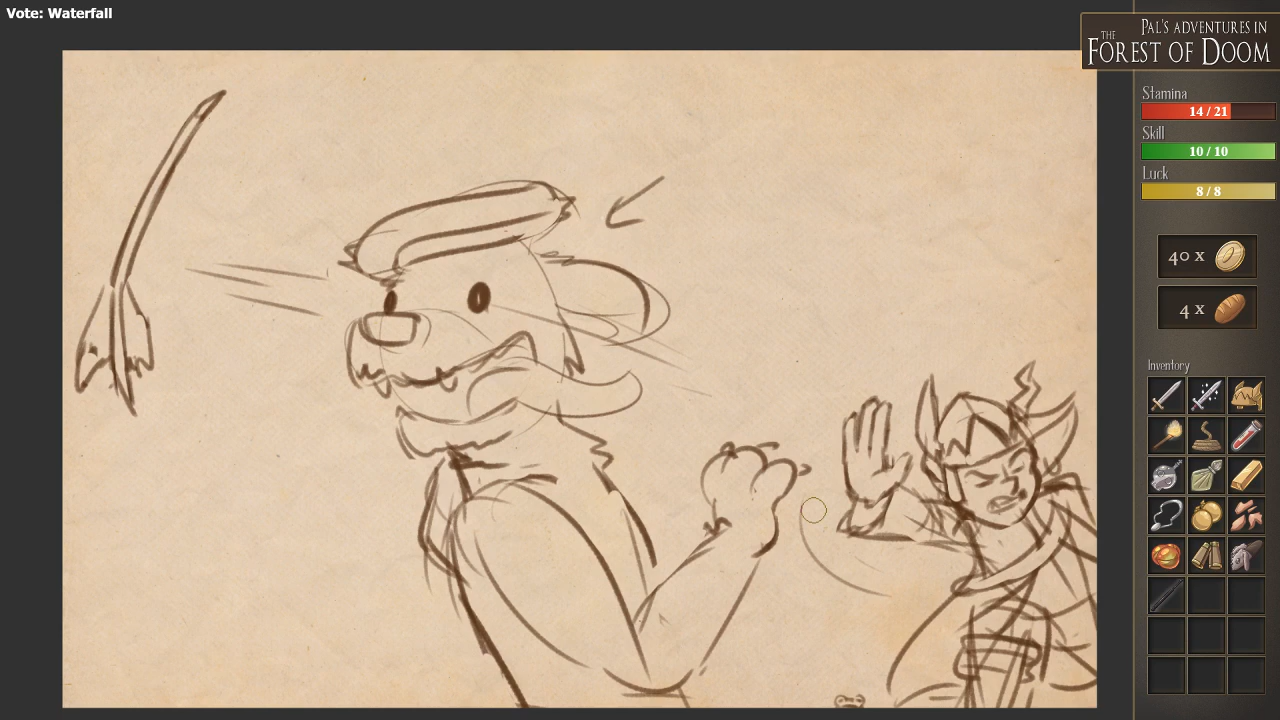 Vote: Waterfall
PAL'S ADVENTURES IN
THE
FOREST OF DOOM
Stamina
14 / 21
Skill
10 / 10
Luck
8 / 8
40 x
4 x
Inventory